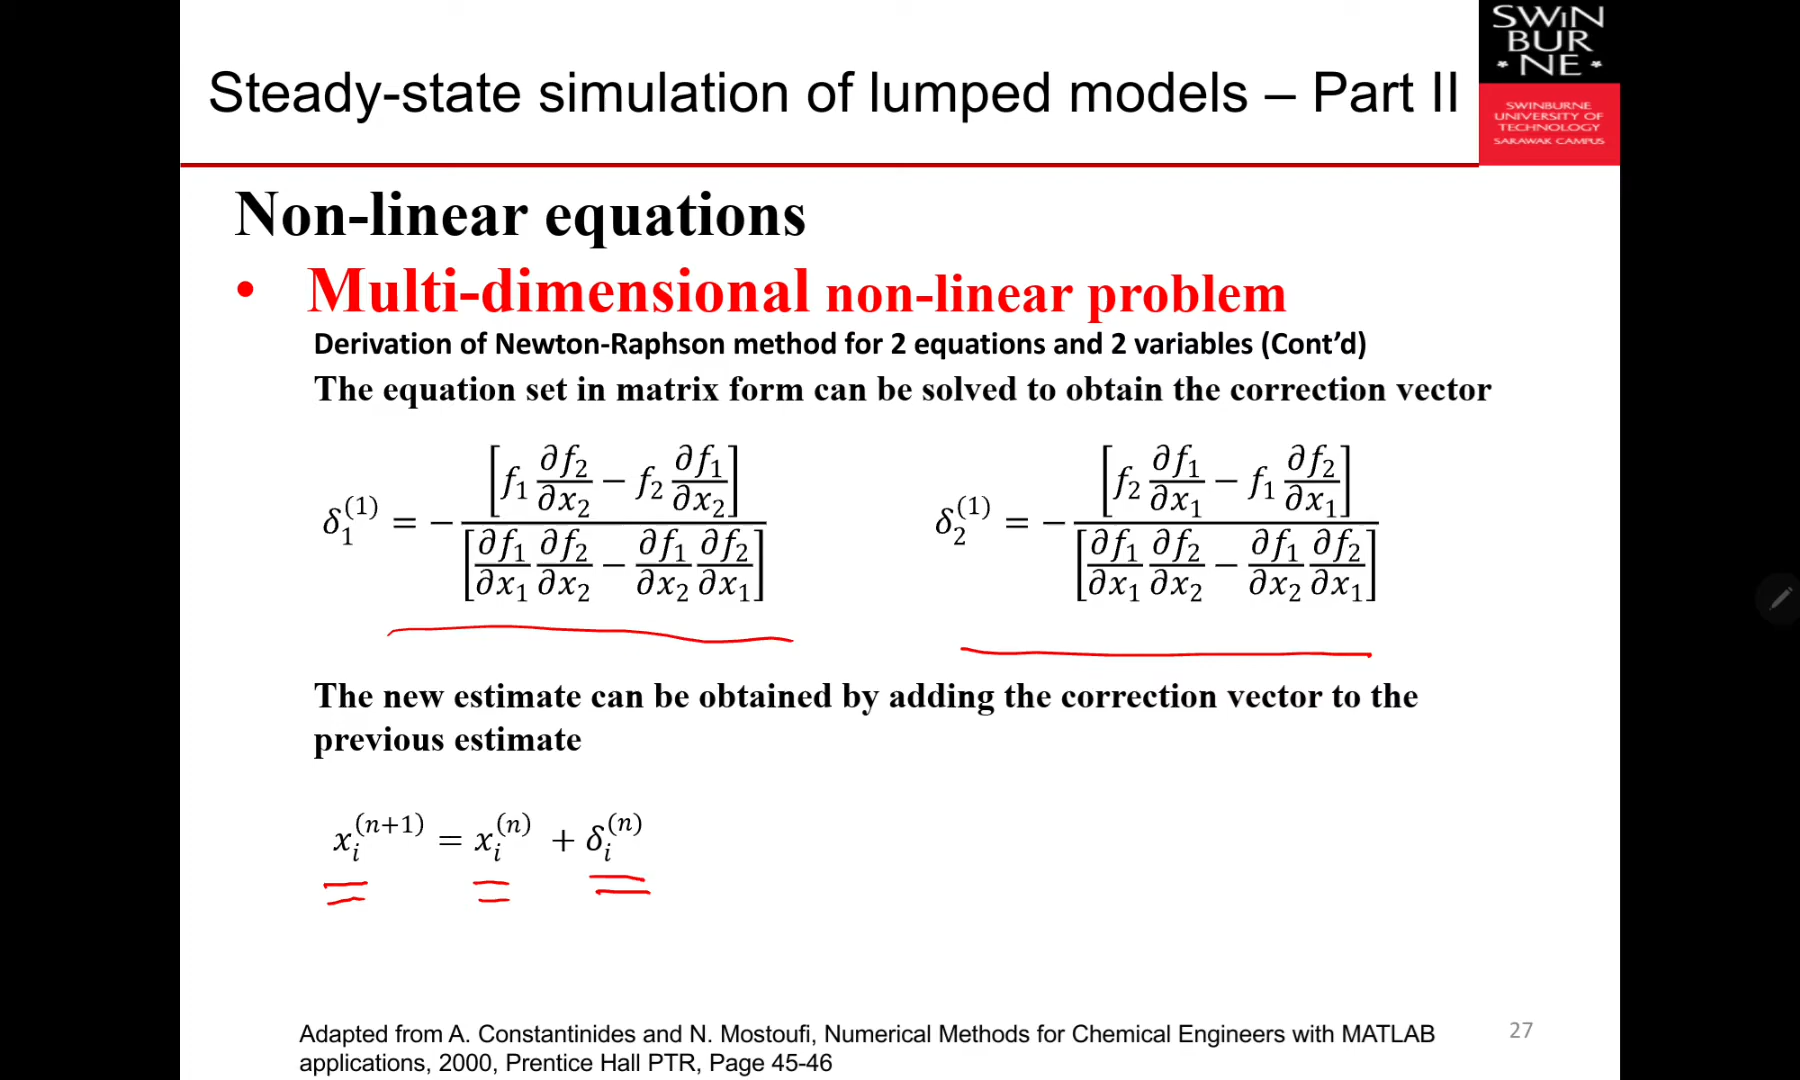 SWIN
BUR
* NE *
SWINBURNE
UNIVERSITY OF
TECHNOLOGY
SARAWAK CAMPUS
Steady-state simulation of lumped models – Part II
Non-linear equations
• Multi-dimensional non-linear problem
Derivation of Newton-Raphson method for 2 equations and 2 variables (Cont’d)
The equation set in matrix form can be solved to obtain the correction vector
δ₁⁽¹⁾ = − [f₁ ∂f₂/∂x₂ − f₂ ∂f₁/∂x₂] / [∂f₁/∂x₁ ∂f₂/∂x₂ − ∂f₁/∂x₂ ∂f₂/∂x₁]
δ₂⁽¹⁾ = − [f₂ ∂f₁/∂x₁ − f₁ ∂f₂/∂x₁] / [∂f₁/∂x₁ ∂f₂/∂x₂ − ∂f₁/∂x₂ ∂f₂/∂x₁]
The new estimate can be obtained by adding the correction vector to the
previous estimate
xᵢ⁽ⁿ⁺¹⁾ = xᵢ⁽ⁿ⁾ + δᵢ⁽ⁿ⁾
Adapted from A. Constantinides and N. Mostoufi, Numerical Methods for Chemical Engineers with MATLAB
applications, 2000, Prentice Hall PTR, Page 45-46
27